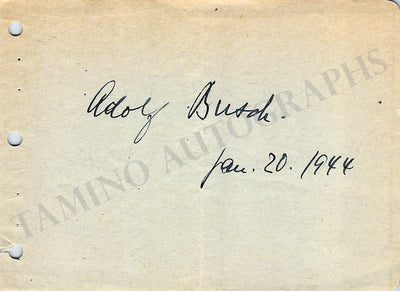 Adolf Busch.
Jan. 20. 1944
TAMINO AUTOGRAPHS